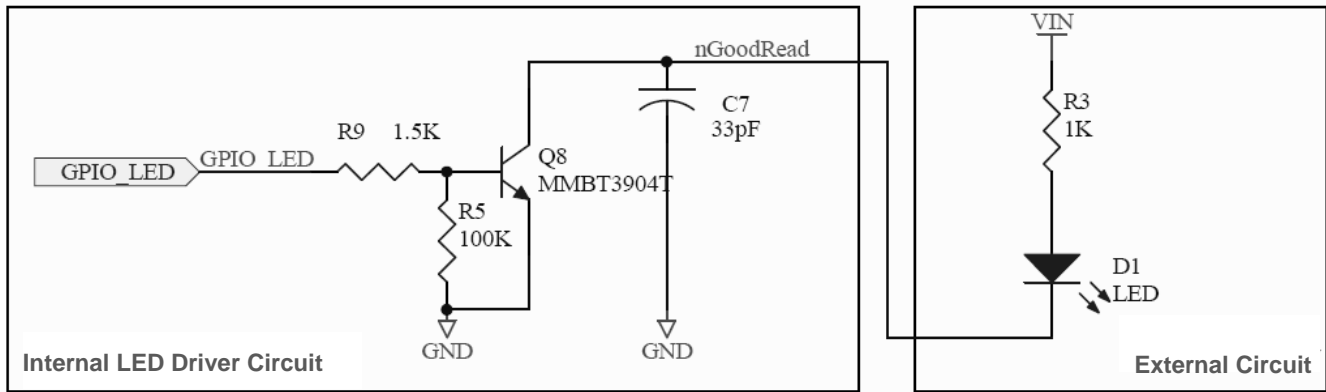 VIN
nGoodRead
R3
1K
C7
33pF
R9 1.5K
GPIO_LED GPIO_LED
Q8
MMBT3904T
R5
100K
D1
LED
GND GND
Internal LED Driver Circuit External Circuit